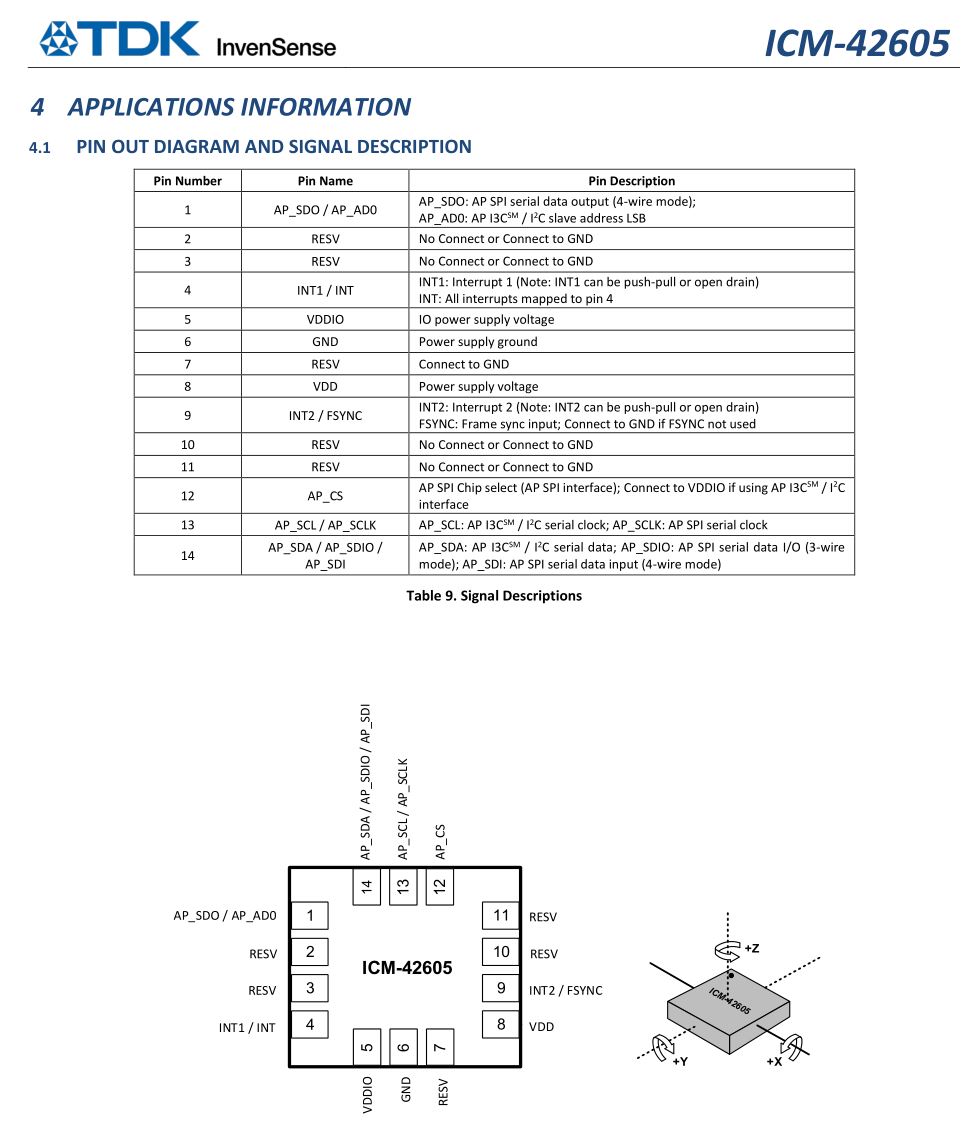 TDK InvenSense
ICM-42605
4 APPLICATIONS INFORMATION
4.1 PIN OUT DIAGRAM AND SIGNAL DESCRIPTION
Pin Number Pin Name Pin Description
1 AP_SDO / AP_AD0 AP_SDO: AP SPI serial data output (4-wire mode);
AP_AD0: AP I3C℠ / I²C slave address LSB
2 RESV No Connect or Connect to GND
3 RESV No Connect or Connect to GND
4 INT1 / INT INT1: Interrupt 1 (Note: INT1 can be push-pull or open drain)
INT: All interrupts mapped to pin 4
5 VDDIO IO power supply voltage
6 GND Power supply ground
7 RESV Connect to GND
8 VDD Power supply voltage
9 INT2 / FSYNC INT2: Interrupt 2 (Note: INT2 can be push-pull or open drain)
FSYNC: Frame sync input; Connect to GND if FSYNC not used
10 RESV No Connect or Connect to GND
11 RESV No Connect or Connect to GND
12 AP_CS AP SPI Chip select (AP SPI interface); Connect to VDDIO if using AP I3C℠ / I²C
interface
13 AP_SCL / AP_SCLK AP_SCL: AP I3C℠ / I²C serial clock; AP_SCLK: AP SPI serial clock
14 AP_SDA / AP_SDIO / AP_SDA: AP I3C℠ / I²C serial data; AP_SDIO: AP SPI serial data I/O (3-wire
AP_SDI mode); AP_SDI: AP SPI serial data input (4-wire mode)
Table 9. Signal Descriptions
AP_SDA / AP_SDIO / AP_SDI
AP_SCL / AP_SCLK
AP_CS
14 13 12
AP_SDO / AP_AD0 1 11 RESV
RESV 2 10 RESV
ICM-42605
RESV 3 9 INT2 / FSYNC
INT1 / INT 4 8 VDD
5 6 7
VDDIO
GND
RESV
+Z
ICM-42605
+Y
+X